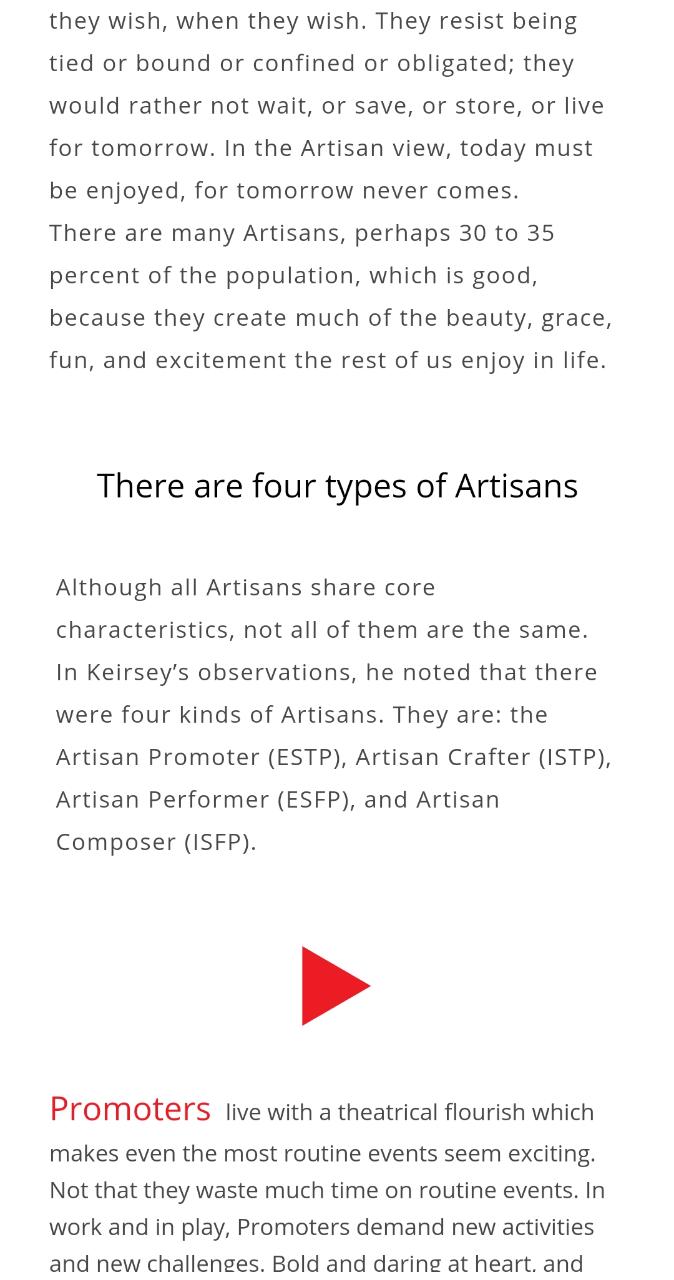 they wish, when they wish. They resist being
tied or bound or confined or obligated; they
would rather not wait, or save, or store, or live
for tomorrow. In the Artisan view, today must
be enjoyed, for tomorrow never comes.
There are many Artisans, perhaps 30 to 35
percent of the population, which is good,
because they create much of the beauty, grace,
fun, and excitement the rest of us enjoy in life.
There are four types of Artisans
Although all Artisans share core
characteristics, not all of them are the same.
In Keirsey’s observations, he noted that there
were four kinds of Artisans. They are: the
Artisan Promoter (ESTP), Artisan Crafter (ISTP),
Artisan Performer (ESFP), and Artisan
Composer (ISFP).
Promoters live with a theatrical flourish which
makes even the most routine events seem exciting.
Not that they waste much time on routine events. In
work and in play, Promoters demand new activities
and new challenges. Bold and daring at heart, and